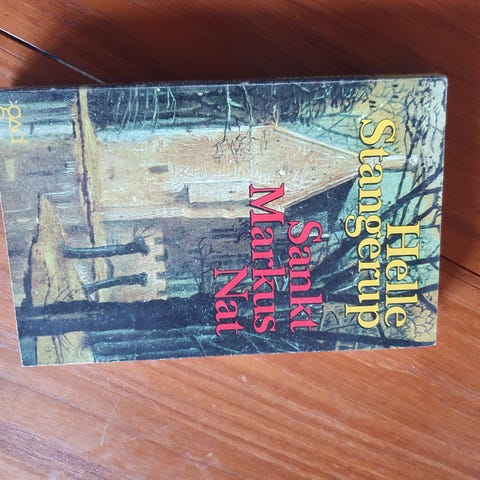 Helle
Stangerup
Sankt
Markus
Nat